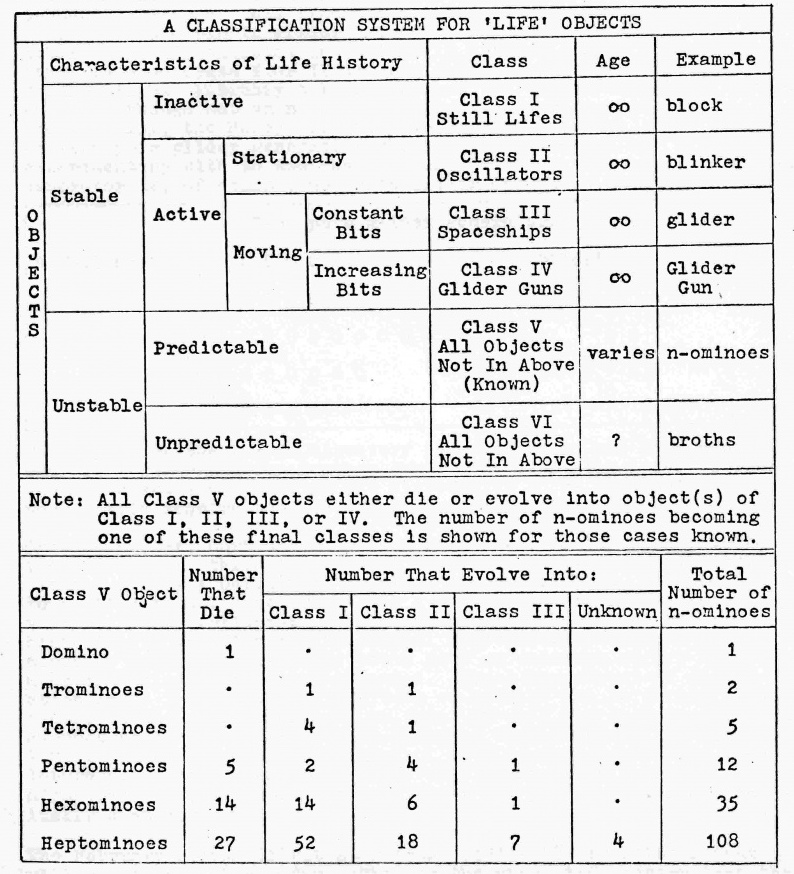 A CLASSIFICATION SYSTEM FOR 'LIFE' OBJECTS
OBJECTS
Characteristics of Life History Class Age Example
Stable
Inactive
Class I
Still Lifes
∞
block
Active
Stationary
Class II
Oscillators
∞
blinker
Moving
Constant
Bits
Class III
Spaceships
∞
glider
Increasing
Bits
Class IV
Glider Guns
∞
Glider
Gun
Unstable
Predictable
Class V
All Objects
Not In Above
(Known)
varies
n-ominoes
Unpredictable
Class VI
All Objects
Not In Above
?
broths
Note: All Class V objects either die or evolve into object(s) of
Class I, II, III, or IV. The number of n-ominoes becoming
one of these final classes is shown for those cases known.
Class V Object
Number
That
Die
Number That Evolve Into:
Class I Class II Class III Unknown
Total
Number of
n-ominoes
Domino 1 • • • • 1
Trominoes • 1 1 • • 2
Tetrominoes • 4 1 • • 5
Pentominoes 5 2 4 1 • 12
Hexominoes 14 14 6 1 • 35
Heptominoes 27 52 18 7 4 108